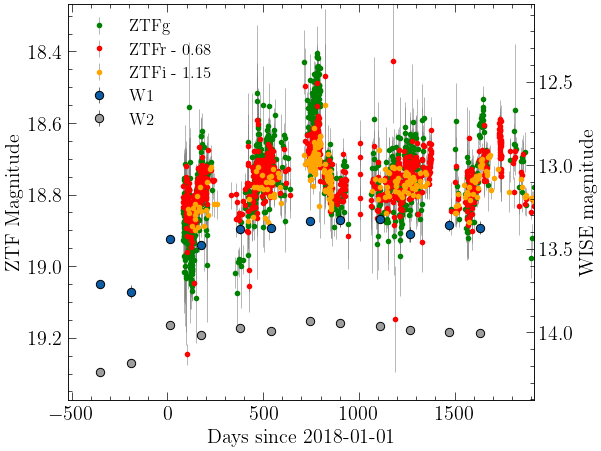 ZTFg
ZTFr - 0.68
ZTFi - 1.15
W1
W2
18.4
18.6
18.8
19.0
19.2
12.5
13.0
13.5
14.0
ZTF Magnitude
WISE magnitude
−500
0
500
1000
1500
Days since 2018-01-01